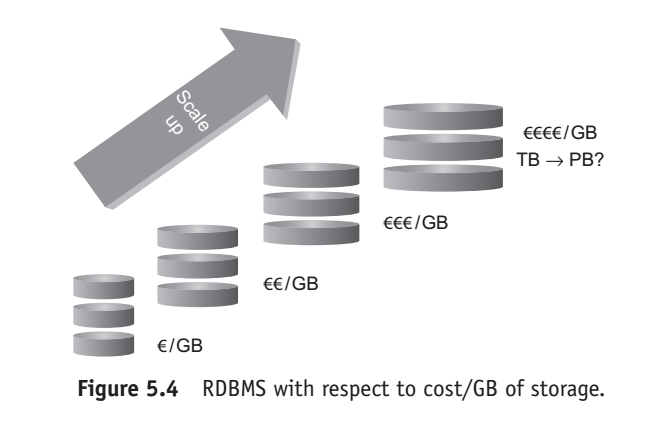 Scale
up
€€€€/GB
TB → PB?
€€€/GB
€€/GB
€/GB
Figure 5.4 RDBMS with respect to cost/GB of storage.